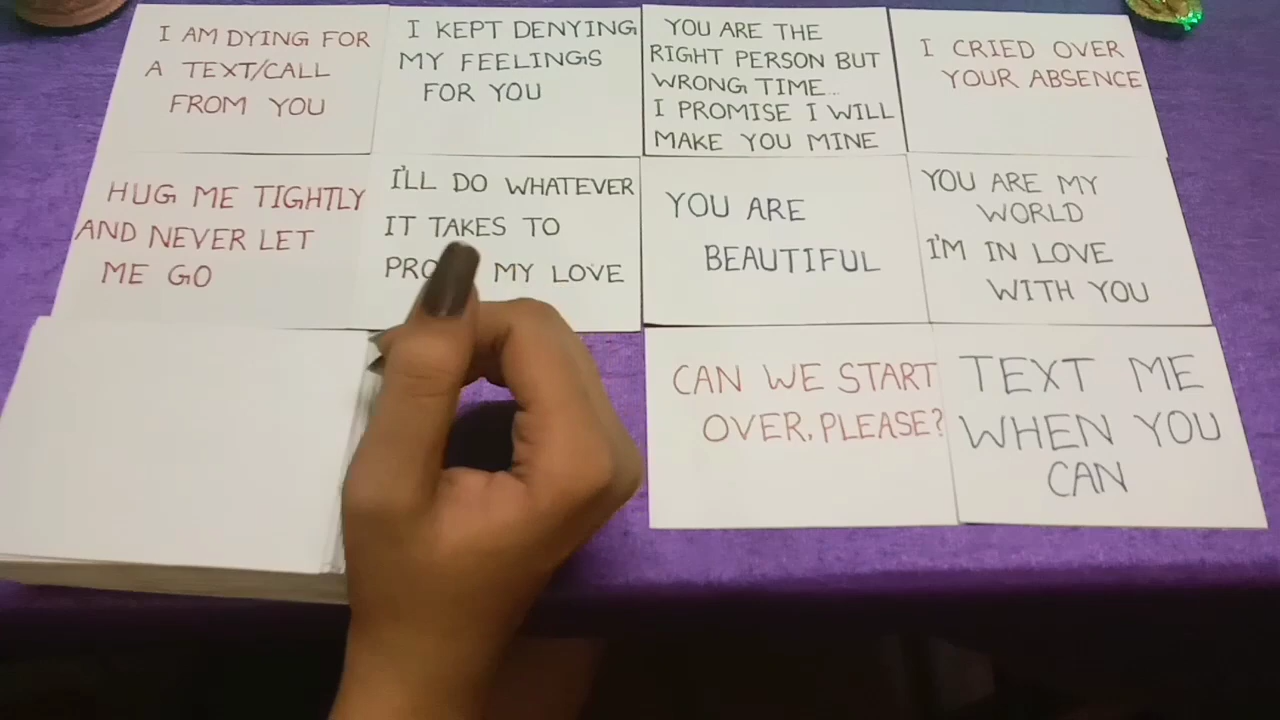 I AM DYING FOR
A TEXT/CALL
FROM YOU
I KEPT DENYING
MY FEELINGS
FOR YOU
YOU ARE THE
RIGHT PERSON BUT
WRONG TIME...
I PROMISE I WILL
MAKE YOU MINE
I CRIED OVER
YOUR ABSENCE
HUG ME TIGHTLY
AND NEVER LET
ME GO
I'LL DO WHATEVER
IT TAKES TO
MY LOVE
YOU ARE
BEAUTIFUL
YOU ARE MY
WORLD
I'M IN LOVE
WITH YOU
CAN WE START
OVER, PLEASE?
TEXT ME
WHEN YOU
CAN